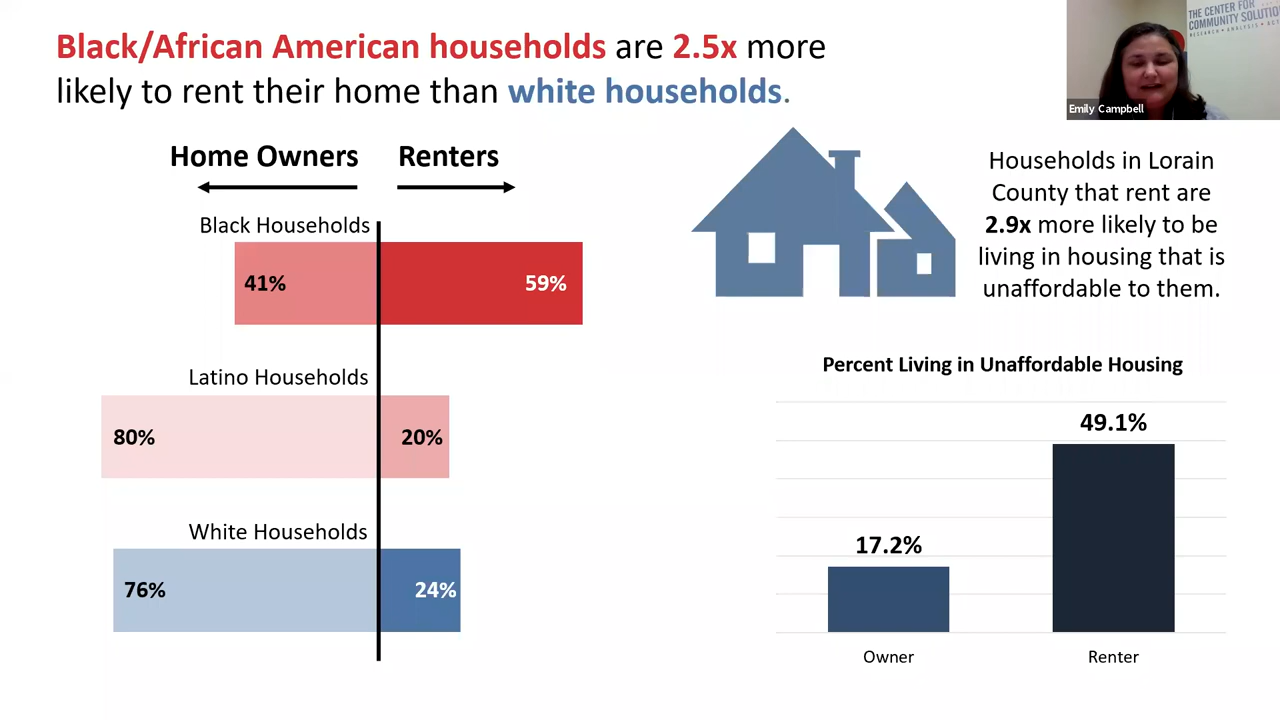 Black/African American households are 2.5x more
likely to rent their home than white households.
THE CENTER FOR
COMMUNITY SOLUTIO
RESEARCH • ANALYSIS •
Emily Campbell
Home Owners
Renters
Black Households
41%
59%
Latino Households
80%
20%
White Households
76%
24%
Households in Lorain
County that rent are
2.9x more likely to be
living in housing that is
unaffordable to them.
Percent Living in Unaffordable Housing
17.2%
49.1%
Owner
Renter